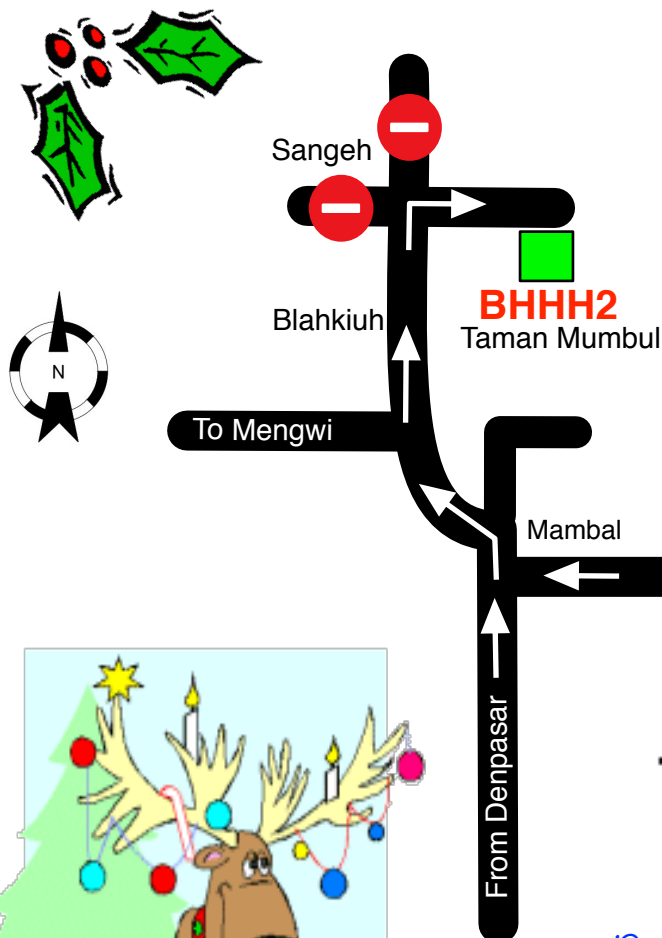 Sangeh
Blahkiuh
BHHH2
Taman Mumbul
N
To Mengwi
Mambal
From Denpasar